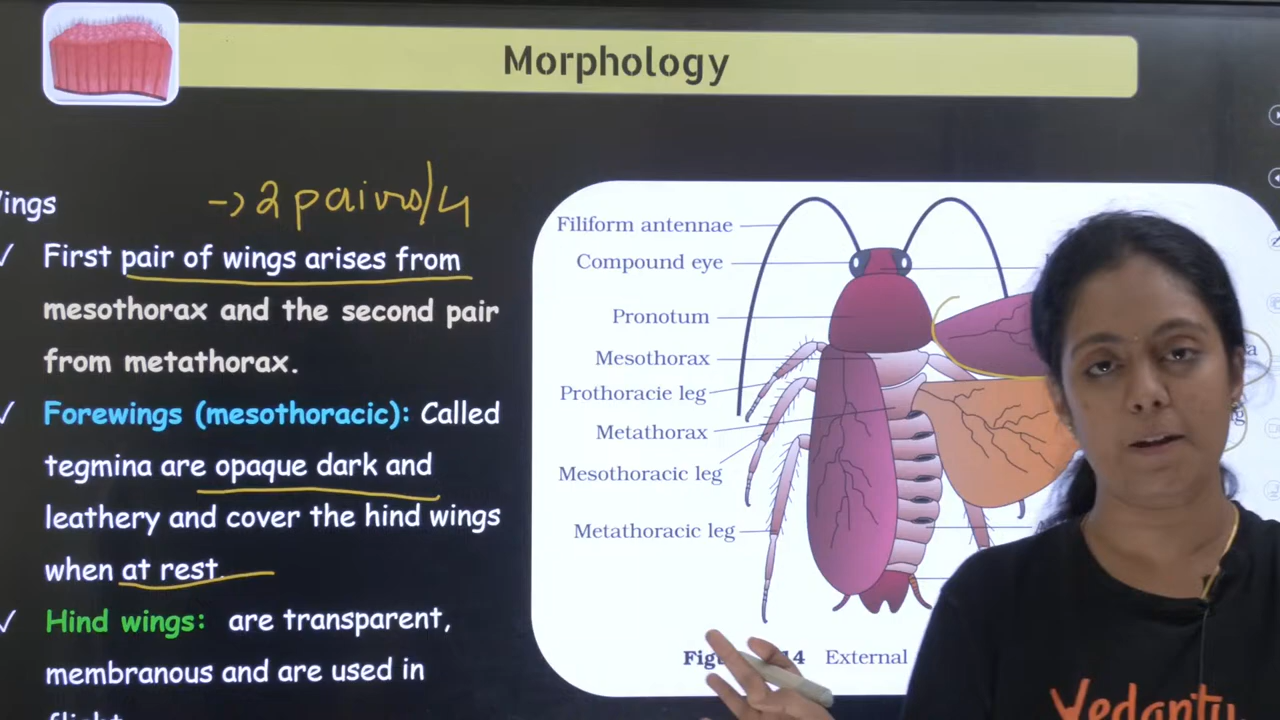 Morphology
ings
→ 2 pairs/4
✓ First pair of wings arises from
mesothorax and the second pair
from metathorax.
✓ Forewings (mesothoracic): Called
tegmina are opaque dark and
leathery and cover the hind wings
when at rest.
✓ Hind wings: are transparent,
membranous and are used in
flight
Filiform antennae
Compound eye
Pronotum
Mesothorax
Prothoracie leg
Metathorax
Mesothoracic leg
Metathoracic leg
14 External
Vedantu